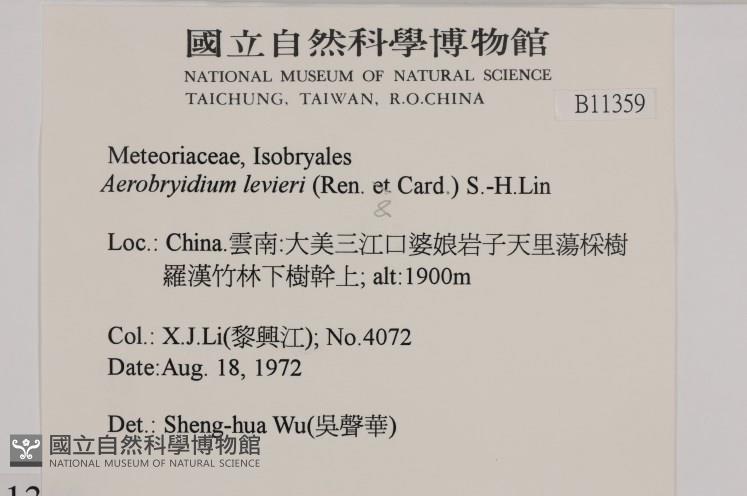 國立自然科學博物館
NATIONAL MUSEUM OF NATURAL SCIENCE
TAICHUNG, TAIWAN, R.O.CHINA
B11359
Meteoriaceae, Isobryales
Aerobryidium levieri (Ren. et Card.) S.-H.Lin
&
Loc.: China.雲南:大美三江口婆娘岩子天里蕩棌樹
羅漢竹林下樹幹上; alt:1900m
Col.: X.J.Li(黎興江); No.4072
Date:Aug. 18, 1972
Det.: Sheng-hua Wu(吳聲華)
國立自然科學博物館
NATIONAL MUSEUM OF NATURAL SCIENCE